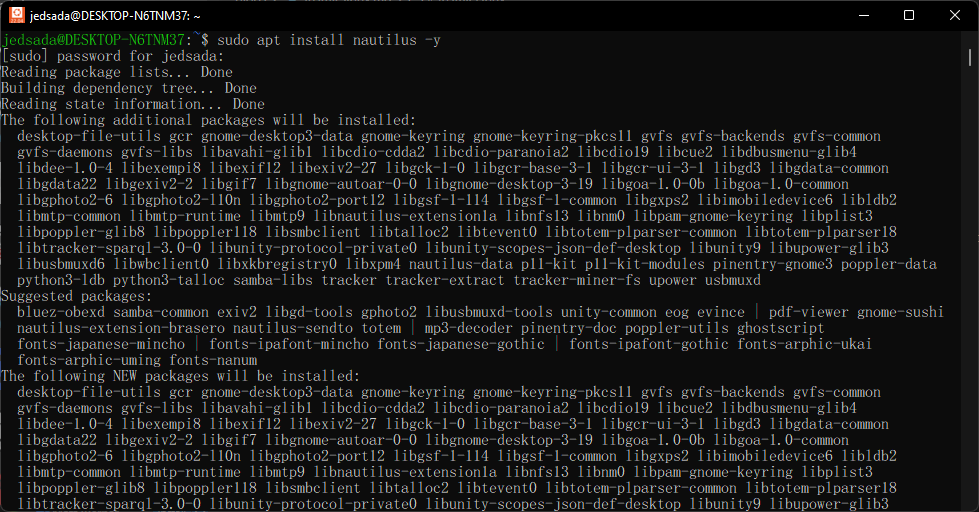 jedsada@DESKTOP-N6TNM37: ~
jedsada@DESKTOP-N6TNM37:~$ sudo apt install nautilus -y
[sudo] password for jedsada:
Reading package lists... Done
Building dependency tree... Done
Reading state information... Done
The following additional packages will be installed:
desktop-file-utils gcr gnome-desktop3-data gnome-keyring gnome-keyring-pkcs11 gvfs gvfs-backends gvfs-common
gvfs-daemons gvfs-libs libavahi-glib1 libcdio-cdda2 libcdio-paranoia2 libcdio19 libcue2 libdbusmenu-glib4
libdee-1.0-4 libexempi8 libexif12 libexiv2-27 libgck-1-0 libgcr-base-3-1 libgcr-ui-3-1 libgd3 libgdata-common
libgdata22 libgexiv2-2 libgif7 libgnome-autoar-0-0 libgnome-desktop-3-19 libgoa-1.0-0b libgoa-1.0-common
libgphoto2-6 libgphoto2-l10n libgphoto2-port12 libgsf-1-114 libgsf-1-common libgxps2 libimobiledevice6 libldb2
libmtp-common libmtp-runtime libmtp9 libnautilus-extension1a libnfs13 libnm0 libpam-gnome-keyring libplist3
libpoppler-glib8 libpoppler118 libsmbclient libtalloc2 libtevent0 libtotem-plparser-common libtotem-plparser18
libtracker-sparql-3.0-0 libunity-protocol-private0 libunity-scopes-json-def-desktop libunity9 libupower-glib3
libusbmuxd6 libwbclient0 libxkbregistry0 libxpm4 nautilus-data p11-kit p11-kit-modules pinentry-gnome3 poppler-data
python3-ldb python3-talloc samba-libs tracker tracker-extract tracker-miner-fs upower usbmuxd
Suggested packages:
bluez-obexd samba-common exiv2 libgd-tools gphoto2 libusbmuxd-tools unity-common eog evince | pdf-viewer gnome-sushi
nautilus-extension-brasero nautilus-sendto totem | mp3-decoder pinentry-doc poppler-utils ghostscript
fonts-japanese-mincho | fonts-ipafont-mincho fonts-japanese-gothic | fonts-ipafont-gothic fonts-arphic-ukai
fonts-arphic-uming fonts-nanum
The following NEW packages will be installed:
desktop-file-utils gcr gnome-desktop3-data gnome-keyring gnome-keyring-pkcs11 gvfs gvfs-backends gvfs-common
gvfs-daemons gvfs-libs libavahi-glib1 libcdio-cdda2 libcdio-paranoia2 libcdio19 libcue2 libdbusmenu-glib4
libdee-1.0-4 libexempi8 libexif12 libexiv2-27 libgck-1-0 libgcr-base-3-1 libgcr-ui-3-1 libgd3 libgdata-common
libgdata22 libgexiv2-2 libgif7 libgnome-autoar-0-0 libgnome-desktop-3-19 libgoa-1.0-0b libgoa-1.0-common
libgphoto2-6 libgphoto2-l10n libgphoto2-port12 libgsf-1-114 libgsf-1-common libgxps2 libimobiledevice6 libldb2
libmtp-common libmtp-runtime libmtp9 libnautilus-extension1a libnfs13 libnm0 libpam-gnome-keyring libplist3
libpoppler-glib8 libpoppler118 libsmbclient libtalloc2 libtevent0 libtotem-plparser-common libtotem-plparser18
libtracker-sparql-3.0-0 libunity-protocol-private0 libunity-scopes-json-def-desktop libunity9 libupower-glib3